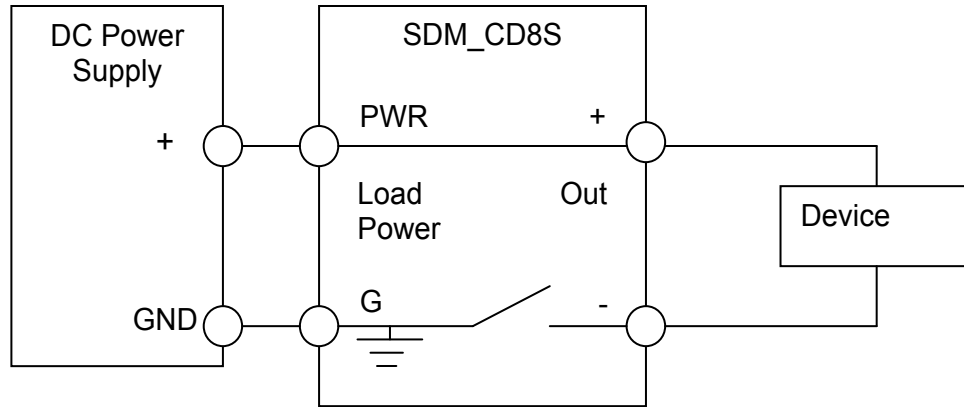 DC Power
Supply
+
GND
SDM_CD8S
PWR
+
Load
Power
Out
G
-
Device